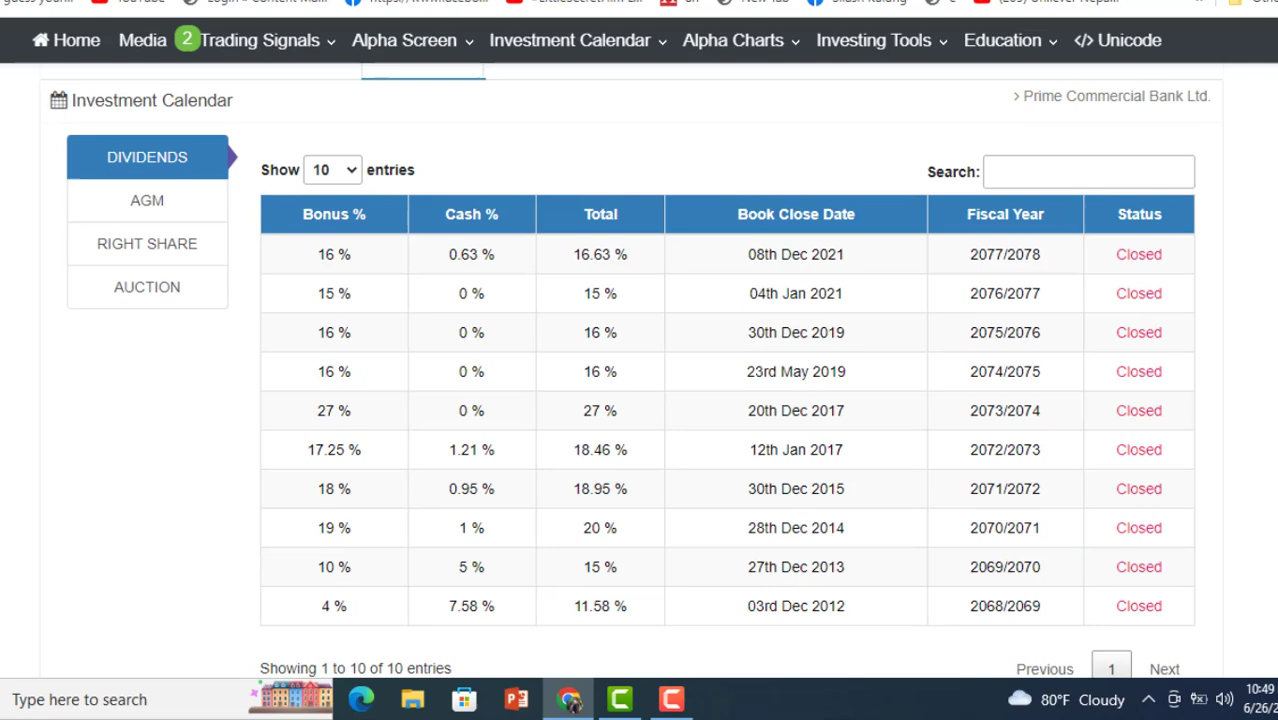 Home Media 2 Trading Signals Alpha Screen Investment Calendar Alpha Charts Investing Tools Education </> Unicode
Investment Calendar
> Prime Commercial Bank Ltd.
DIVIDENDS
AGM
RIGHT SHARE
AUCTION
Show 10 entries
Search:
Bonus % Cash % Total Book Close Date Fiscal Year Status
16 % 0.63 % 16.63 % 08th Dec 2021 2077/2078 Closed
15 % 0 % 15 % 04th Jan 2021 2076/2077 Closed
16 % 0 % 16 % 30th Dec 2019 2075/2076 Closed
16 % 0 % 16 % 23rd May 2019 2074/2075 Closed
27 % 0 % 27 % 20th Dec 2017 2073/2074 Closed
17.25 % 1.21 % 18.46 % 12th Jan 2017 2072/2073 Closed
18 % 0.95 % 18.95 % 30th Dec 2015 2071/2072 Closed
19 % 1 % 20 % 28th Dec 2014 2070/2071 Closed
10 % 5 % 15 % 27th Dec 2013 2069/2070 Closed
4 % 7.58 % 11.58 % 03rd Dec 2012 2068/2069 Closed
Showing 1 to 10 of 10 entries
Previous 1 Next
Type here to search
80°F Cloudy
10:49
6/26/2